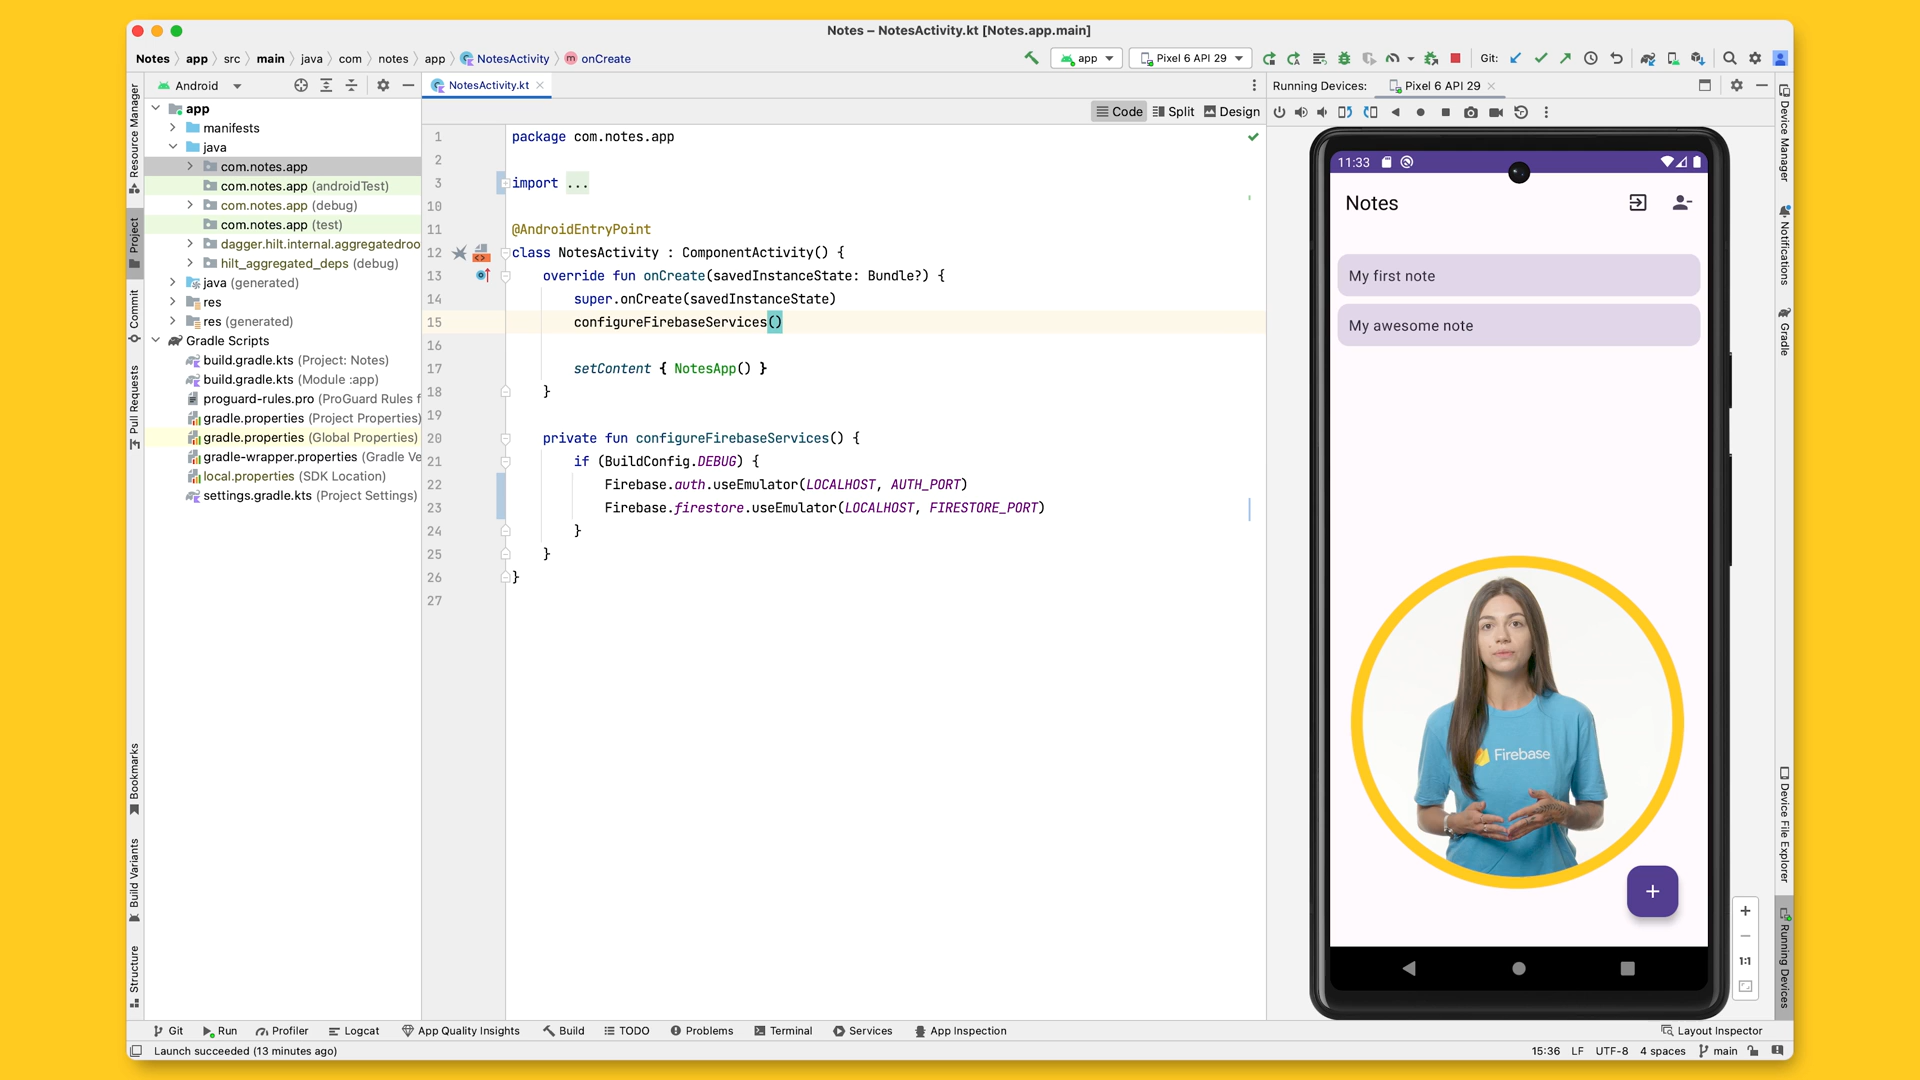 Notes – NotesActivity.kt [Notes.app.main]
Notes app src main java com notes app NotesActivity onCreate
app Pixel 6 API 29 Git:
Android
NotesActivity.kt
Running Devices: Pixel 6 API 29
Code Split Design
Resource Manager
Project
Commit
Pull Requests
Bookmarks
Build Variants
Structure
app
manifests
java
com.notes.app
com.notes.app (androidTest)
com.notes.app (debug)
com.notes.app (test)
dagger.hilt.internal.aggregatedroo
hilt_aggregated_deps (debug)
java (generated)
res
res (generated)
Gradle Scripts
build.gradle.kts (Project: Notes)
build.gradle.kts (Module :app)
proguard-rules.pro (ProGuard Rules f
gradle.properties (Project Properties)
gradle.properties (Global Properties)
gradle-wrapper.properties (Gradle Ve
local.properties (SDK Location)
settings.gradle.kts (Project Settings)
1 package com.notes.app
2
3 import ...
10
11 @AndroidEntryPoint
12 class NotesActivity : ComponentActivity() {
13 override fun onCreate(savedInstanceState: Bundle?) {
14 super.onCreate(savedInstanceState)
15 configureFirebaseServices()
16
17 setContent { NotesApp() }
18 }
19
20 private fun configureFirebaseServices() {
21 if (BuildConfig.DEBUG) {
22 Firebase.auth.useEmulator(LOCALHOST, AUTH_PORT)
23 Firebase.firestore.useEmulator(LOCALHOST, FIRESTORE_PORT)
24 }
25 }
26 }
27
11:33
Notes
My first note
My awesome note
Firebase
+
+
−
1:1
Device Manager
Notifications
Gradle
Device File Explorer
Running Devices
Git Run Profiler Logcat App Quality Insights Build TODO Problems Terminal Services App Inspection Layout Inspector
Launch succeeded (13 minutes ago) 15:36 LF UTF-8 4 spaces main